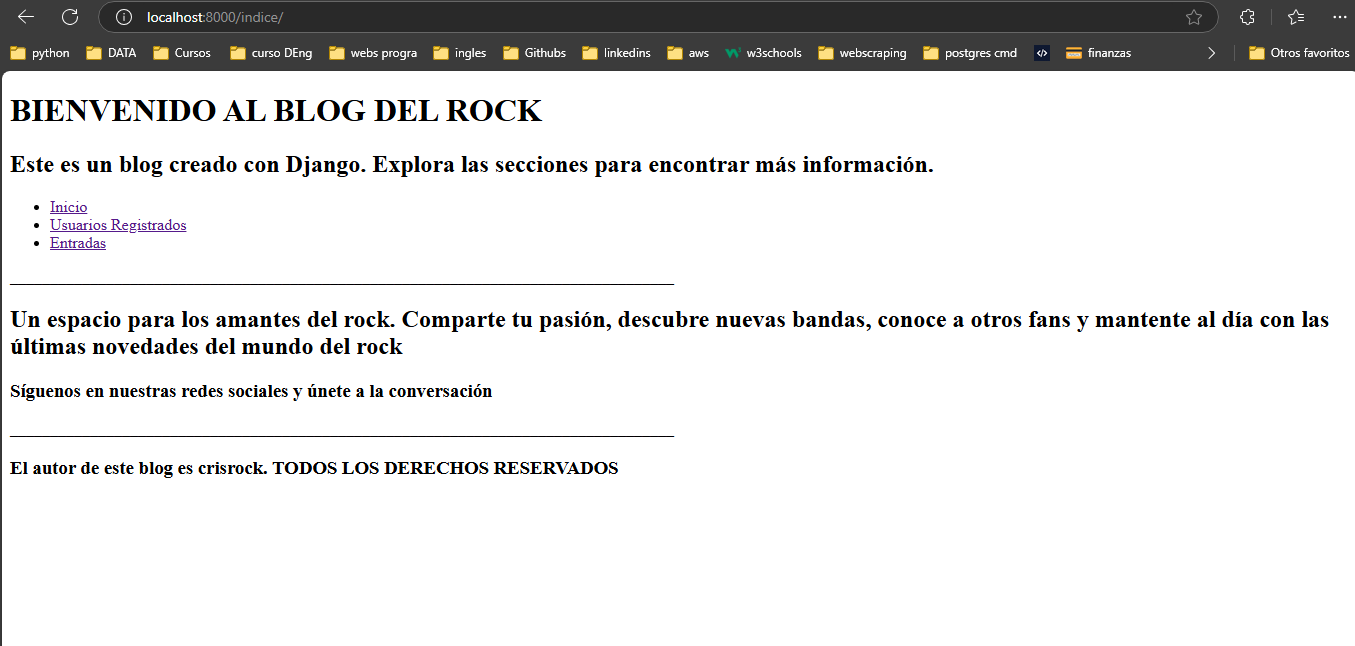 localhost:8000/indice/
python DATA Cursos curso DEng webs progra ingles Githubs linkedins aws w3schools webscraping postgres cmd finanzas Otros favoritos
BIENVENIDO AL BLOG DEL ROCK
Este es un blog creado con Django. Explora las secciones para encontrar más información.
Inicio
Usuarios Registrados
Entradas
Un espacio para los amantes del rock. Comparte tu pasión, descubre nuevas bandas, conoce a otros fans y mantente al día con las
últimas novedades del mundo del rock
Síguenos en nuestras redes sociales y únete a la conversación
El autor de este blog es crisrock. TODOS LOS DERECHOS RESERVADOS